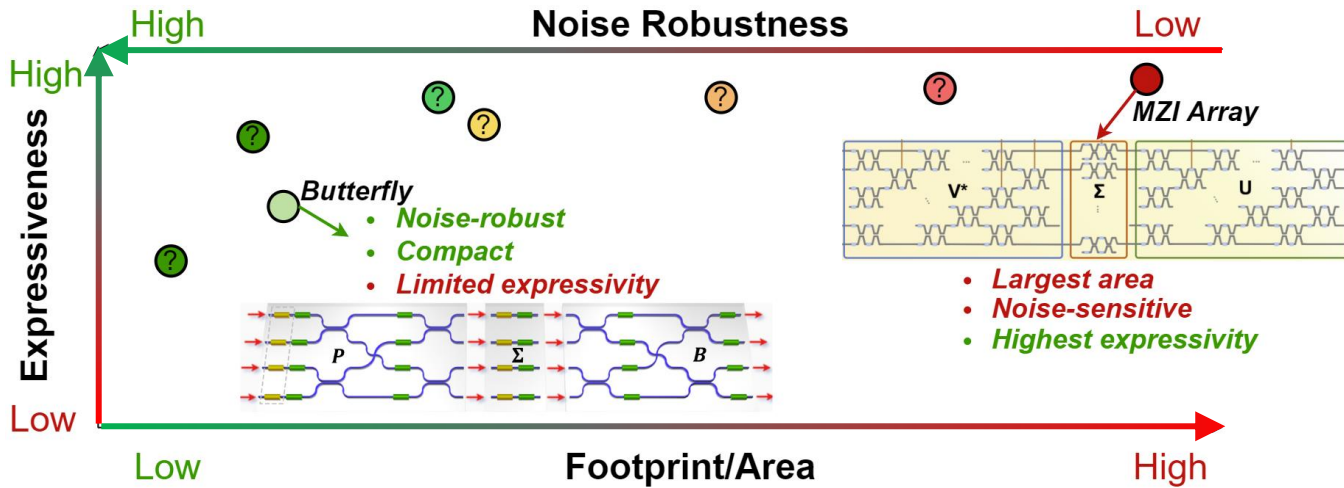 High
Noise Robustness
Low
High
Expressiveness
Low
?
?
?
?
?
?
MZI Array
V*
Σ
U
Butterfly
• Noise-robust
• Compact
• Limited expressivity
• Largest area
• Noise-sensitive
• Highest expressivity
P
Σ
B
Low
Footprint/Area
High